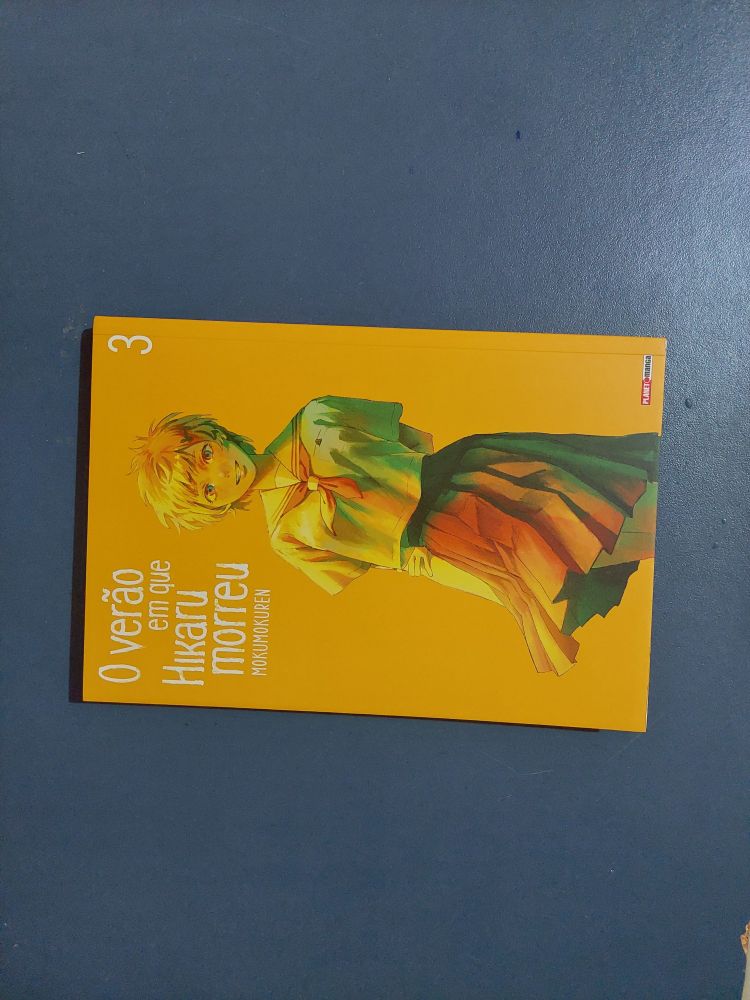 O verão
em que
Hikaru
morreu
MOKUMOKUREN
3
PLANET manga